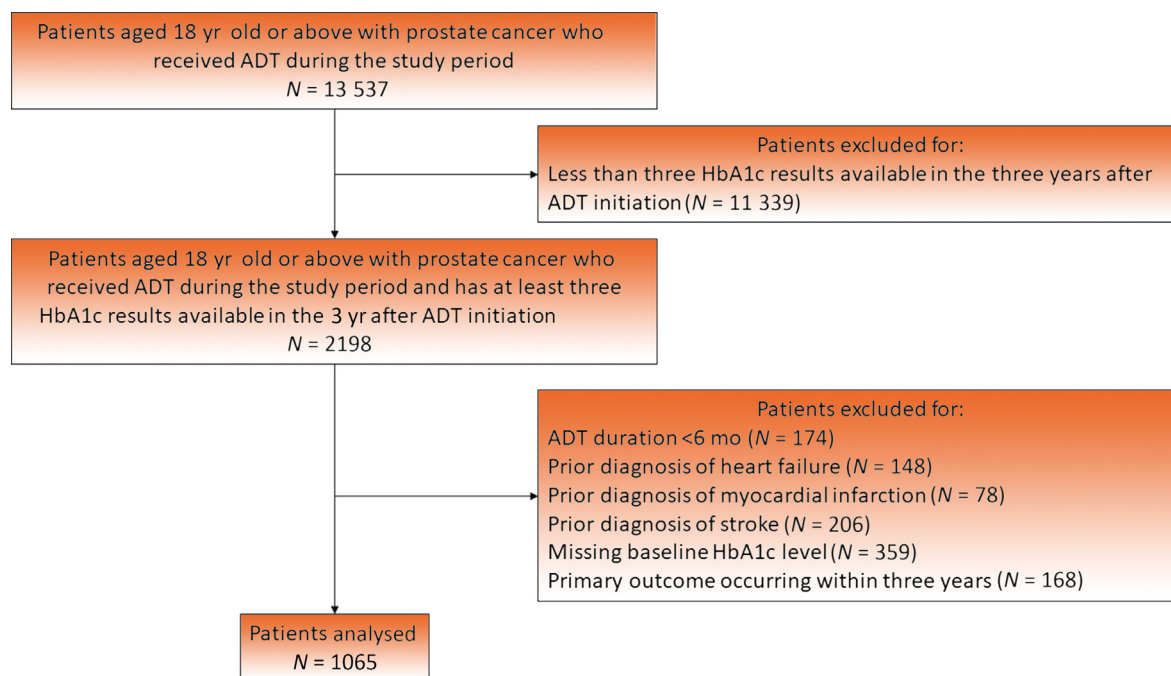 Patients aged 18 yr old or above with prostate cancer who
received ADT during the study period
N = 13 537
Patients excluded for:
Less than three HbA1c results available in the three years after
ADT initiation (N = 11 339)
Patients aged 18 yr old or above with prostate cancer who
received ADT during the study period and has at least three
HbA1c results available in the 3 yr after ADT initiation
N = 2198
Patients excluded for:
ADT duration <6 mo (N = 174)
Prior diagnosis of heart failure (N = 148)
Prior diagnosis of myocardial infarction (N = 78)
Prior diagnosis of stroke (N = 206)
Missing baseline HbA1c level (N = 359)
Primary outcome occurring within three years (N = 168)
Patients analysed
N = 1065